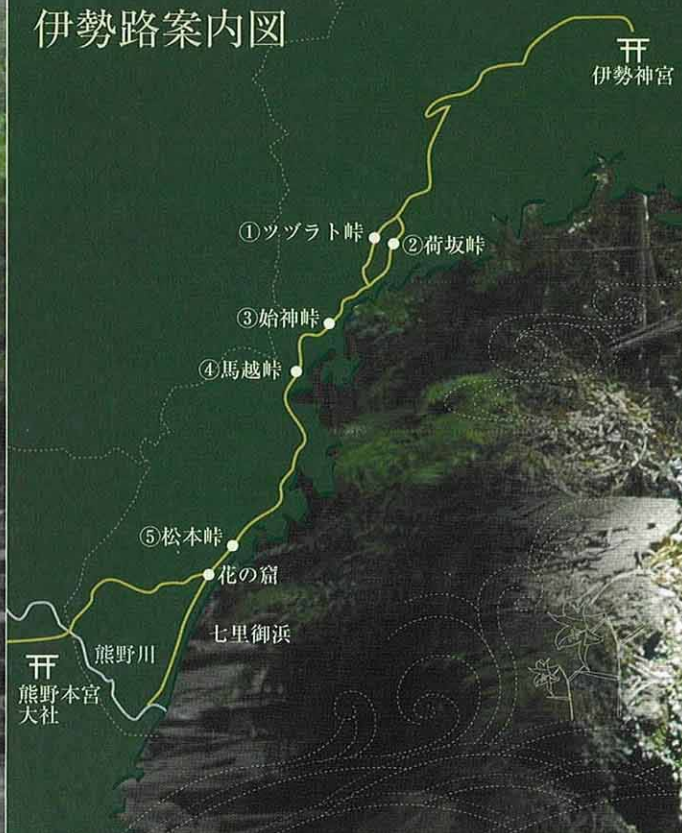 伊勢路案内図
伊勢神宮
①ツヅラト峠
②荷坂峠
③始神峠
④馬越峠
⑤松本峠
花の窟
七里御浜
熊野川
熊野本宮
大社